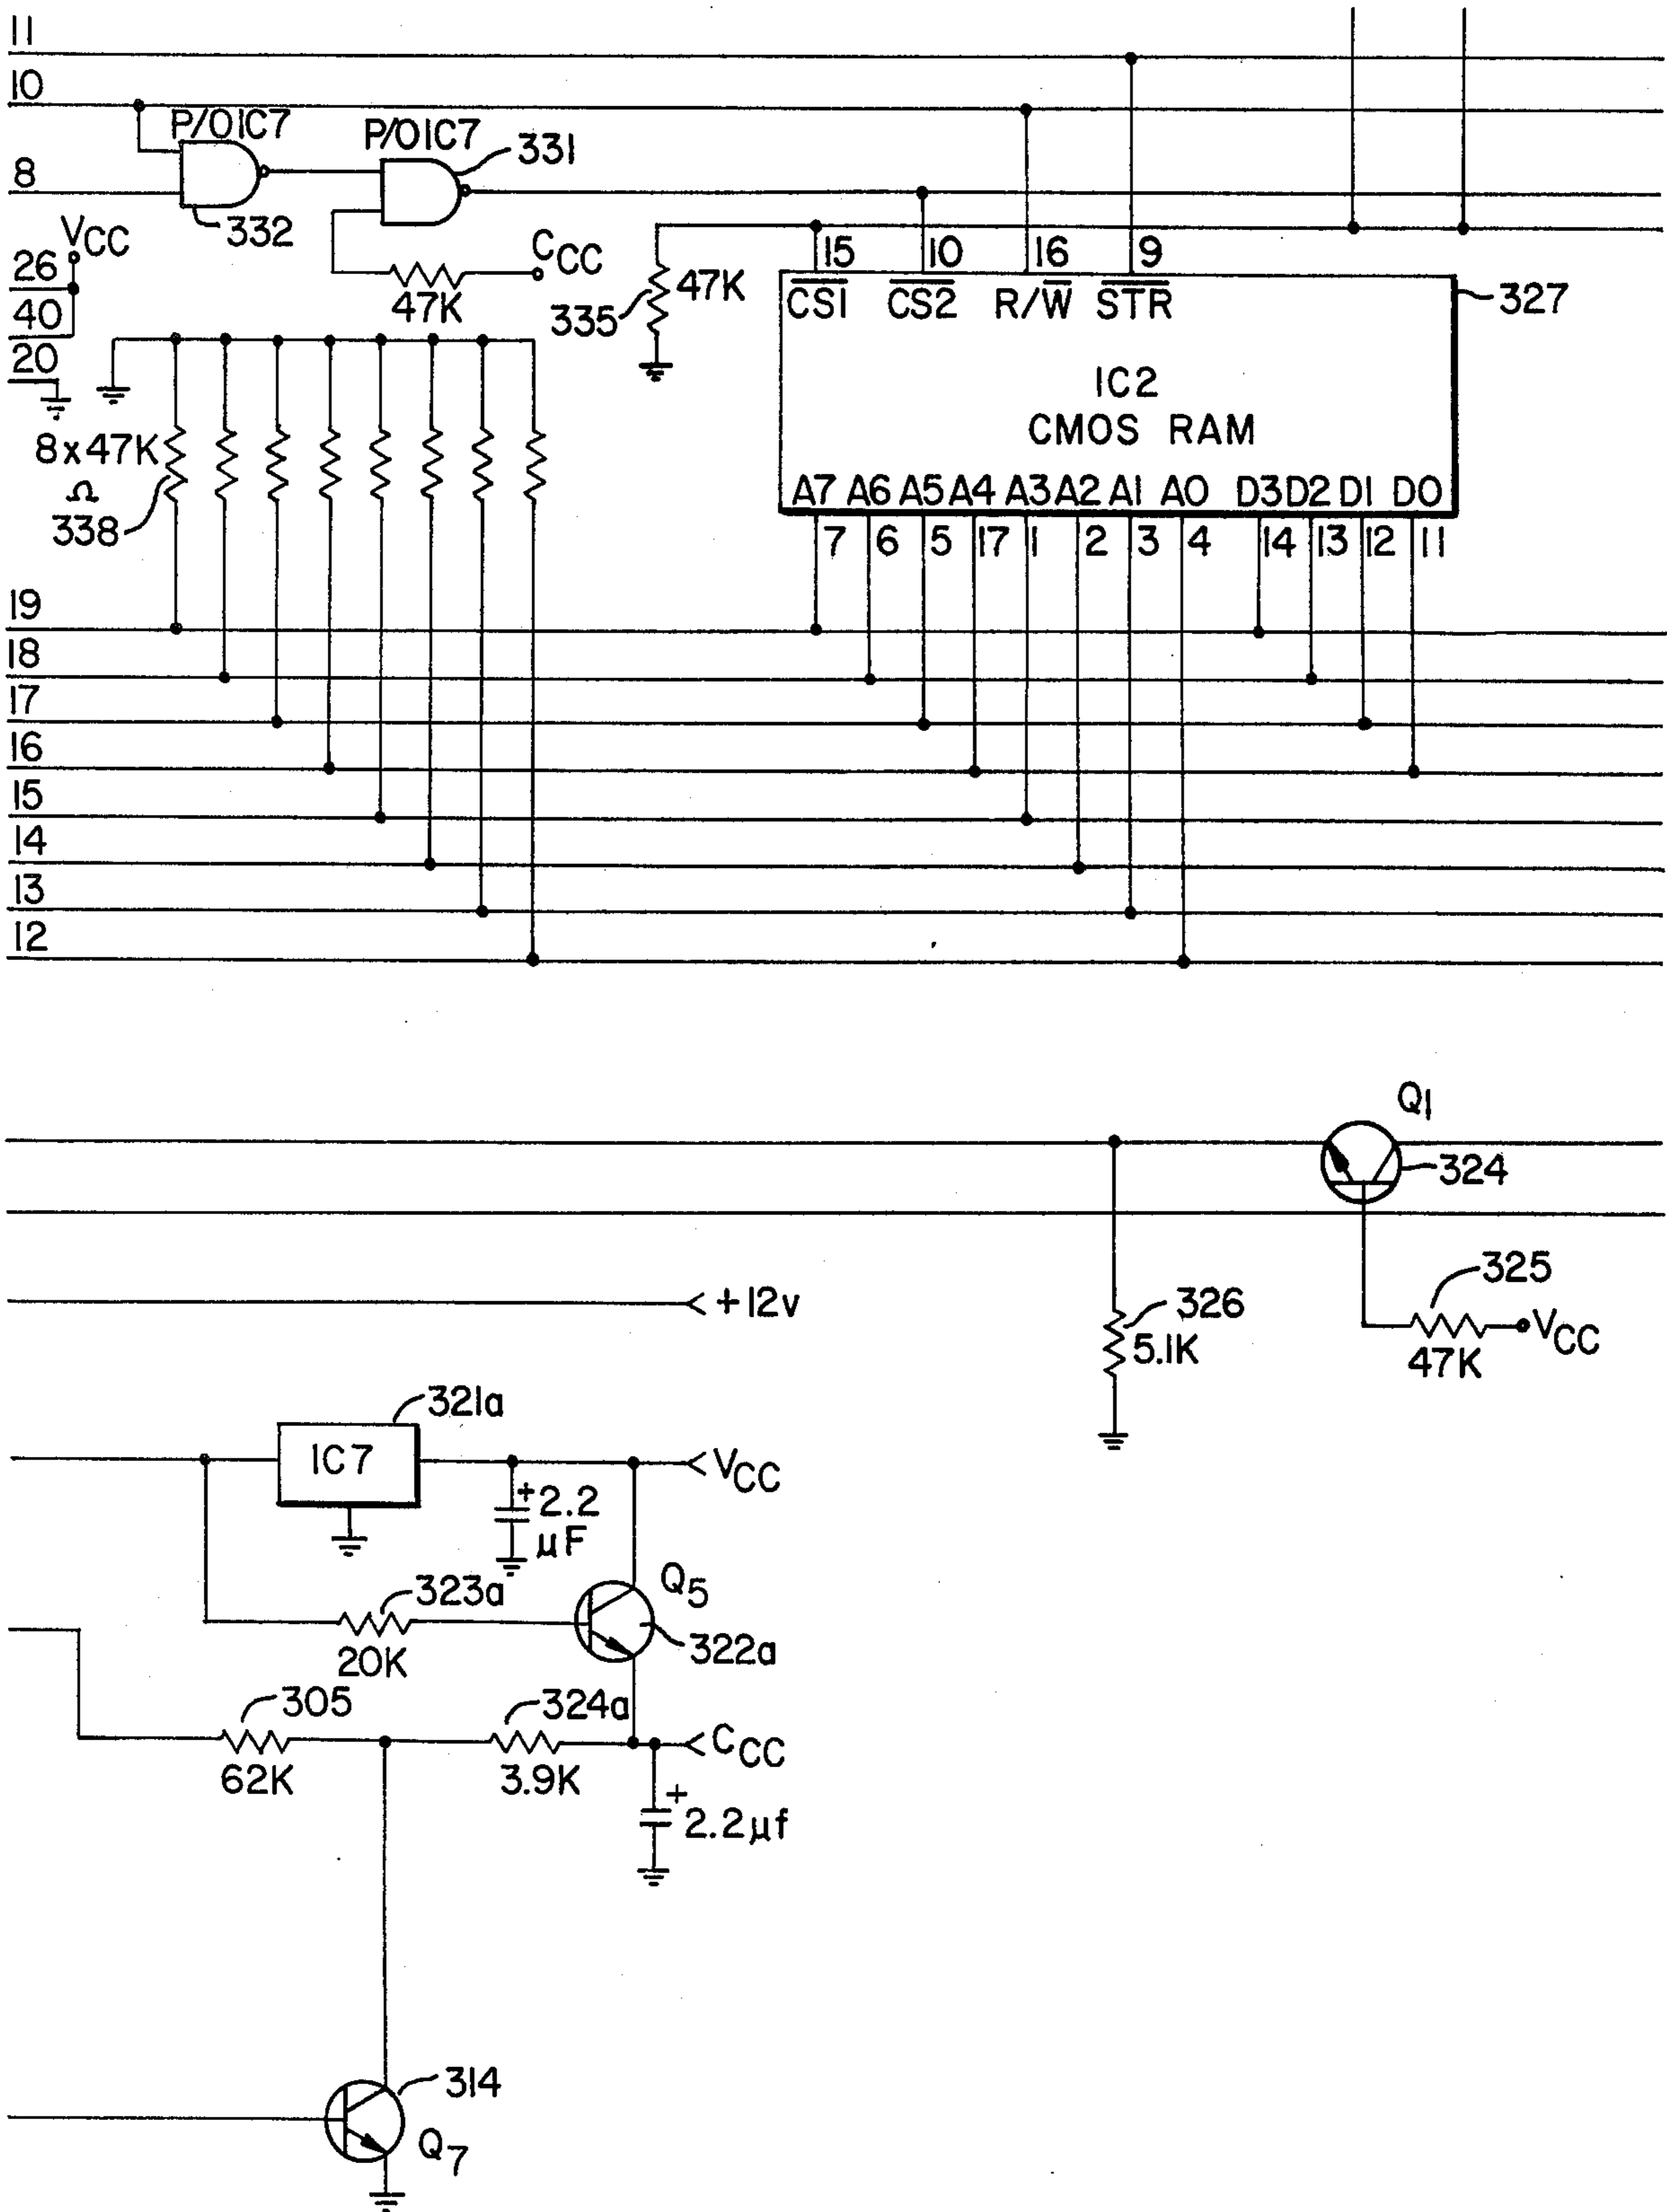 11
10
P/OIC7
P/OIC7
331
8
332
VCC
26
40
20
CCC
47K
335
47K
15
10
16
9
CS1
CS2
R/W
STR
327
IC2
CMOS RAM
8x47K
Ω
338
A7 A6 A5 A4 A3 A2 A1 A0 D3 D2 D1 D0
7 6 5 17 1 2 3 4 14 13 12 11
19
18
17
16
15
14
13
12
Q1
324
325
VCC
47K
326
5.1K
+12v
321a
IC7
VCC
+2.2
μF
323a
20K
Q5
322a
305
62K
324a
3.9K
CCC
+
2.2μf
314
Q7